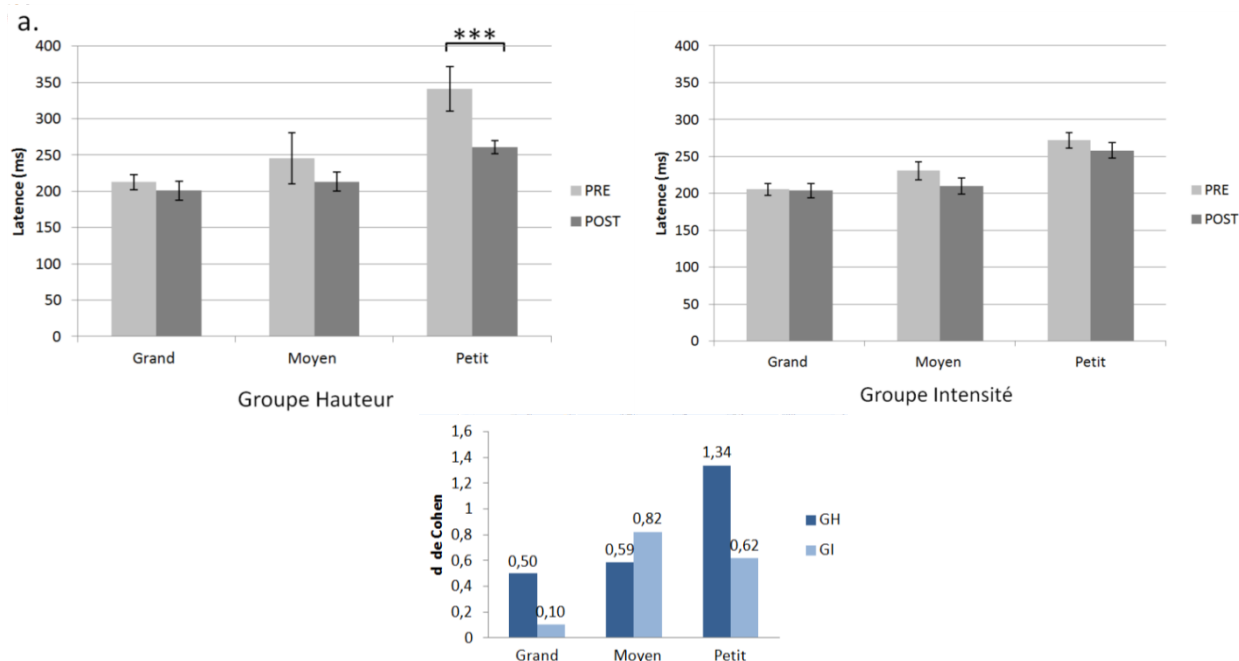 a.
***
400
350
300
250
200
150
100
50
0
Latence (ms)
Grand Moyen Petit
PRE
POST
Groupe Hauteur
400
350
300
250
200
150
100
50
0
Latence (ms)
Grand Moyen Petit
PRE
POST
Groupe Intensité
1,6
1,4
1,2
1
0,8
0,6
0,4
0,2
0
d de Cohen
0,50
0,10
0,59
0,82
1,34
0,62
Grand Moyen Petit
GH
GI